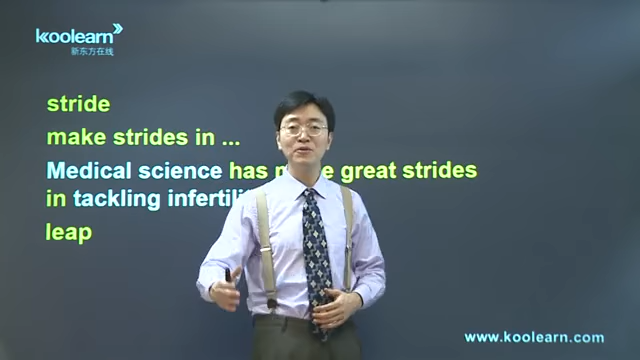 koolearn
新东方在线
stride
make strides in ...
Medical science has great strides
in tackling
leap
www.koolearn.com